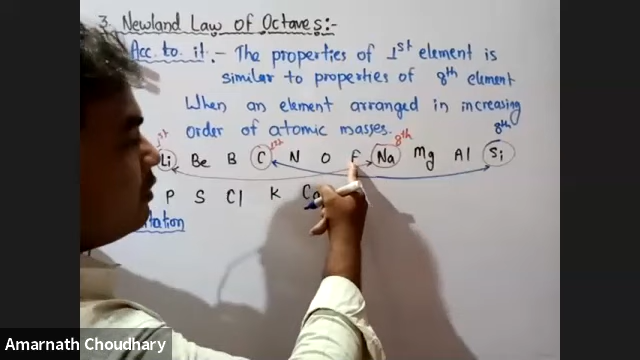 3. Newland Law of Octaves:-
Acc. to it:- The properties of 1st element is
similar to properties of 8th element
When an element arranged in increasing
order of atomic masses.
1st 1st 8th 8th
Li Be B C N O F Na Mg Al Si
P S Cl K
Amarnath Choudhary